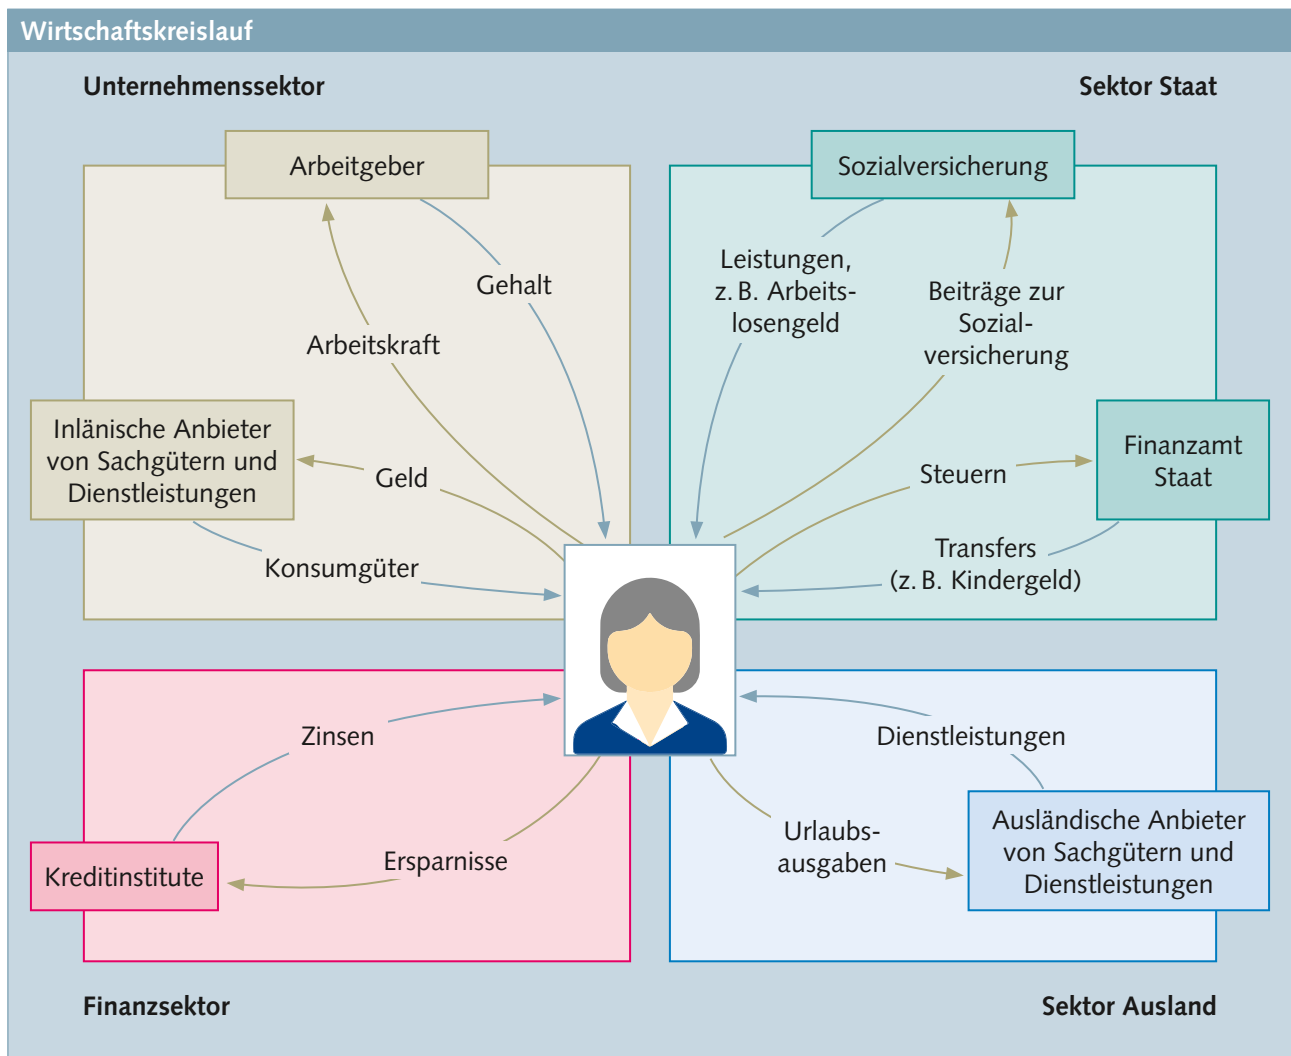 Wirtschaftskreislauf
Unternehmenssektor
Sektor Staat
Arbeitgeber
Gehalt
Arbeitskraft
Inlänische Anbieter
von Sachgütern und
Dienstleistungen
Geld
Konsumgüter
Sozialversicherung
Leistungen,
z. B. Arbeits-
losengeld
Beiträge zur
Sozial-
versicherung
Finanzamt
Staat
Steuern
Transfers
(z. B. Kindergeld)
Zinsen
Ersparnisse
Kreditinstitute
Dienstleistungen
Urlaubs-
ausgaben
Ausländische Anbieter
von Sachgütern und
Dienstleistungen
Finanzsektor
Sektor Ausland